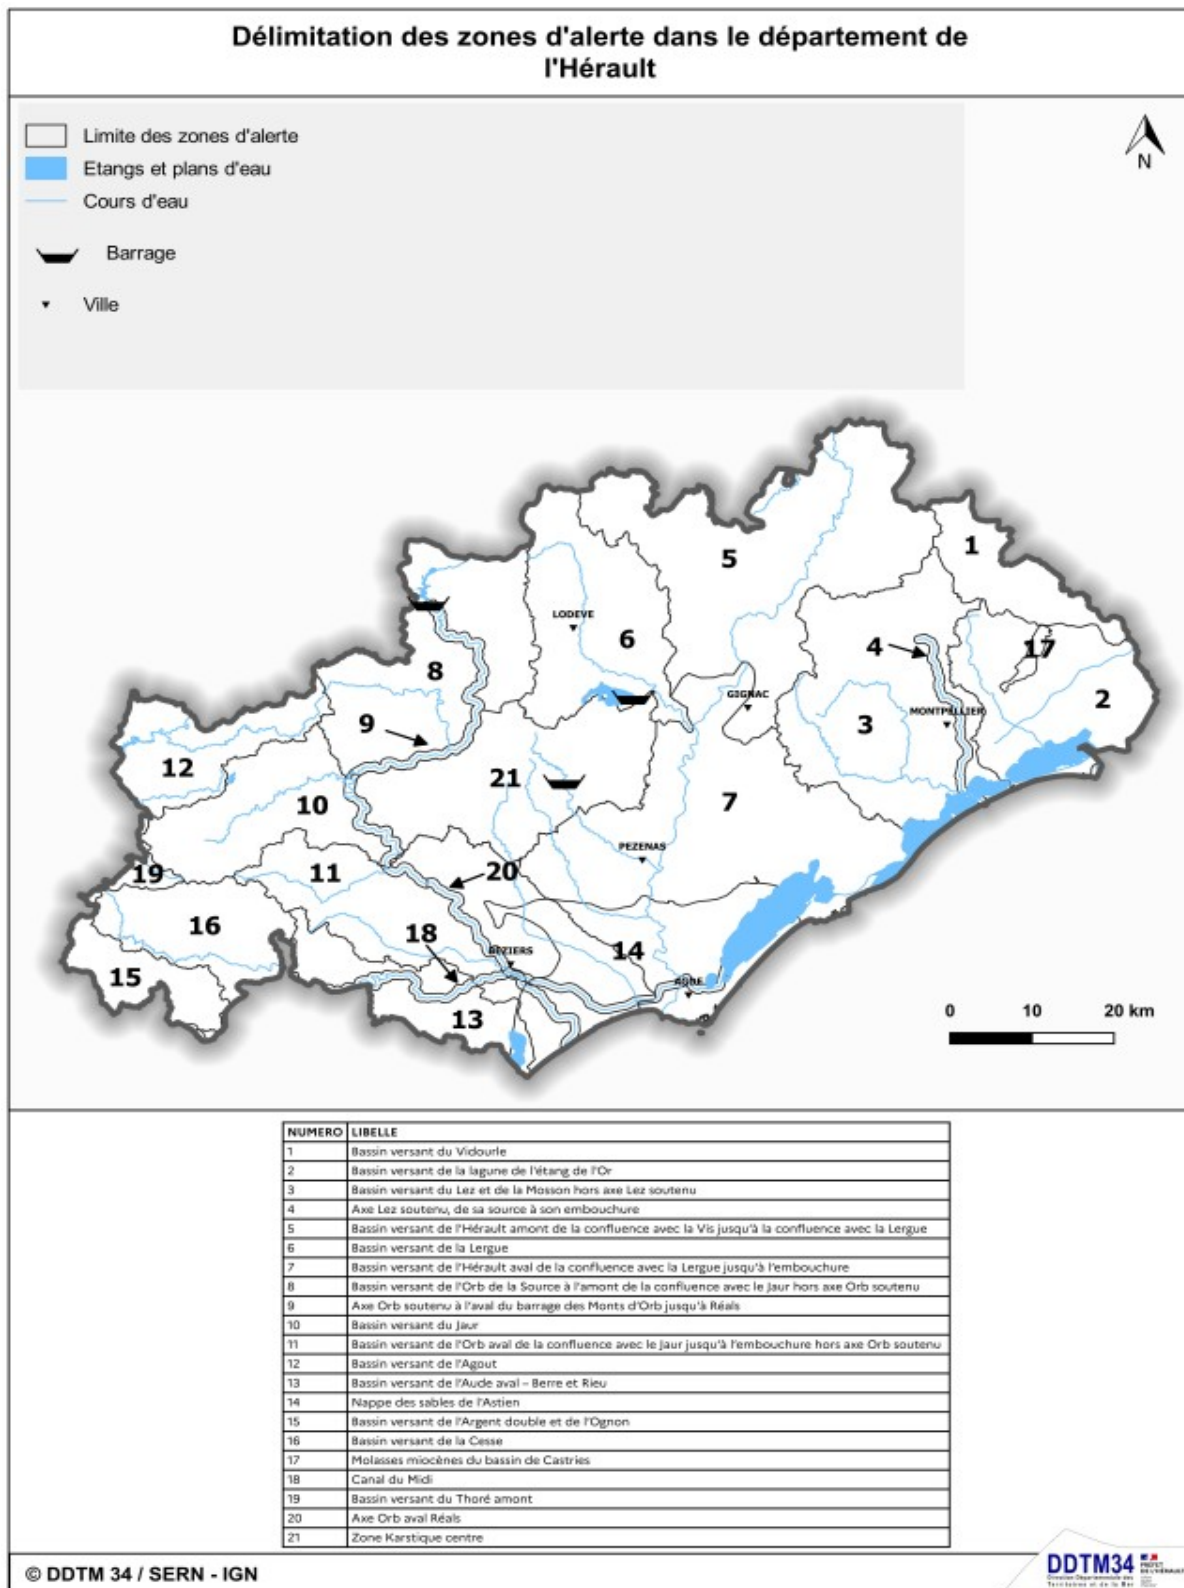 Délimitation des zones d'alerte dans le département de
l'Hérault
Limite des zones d'alerte
Etangs et plans d'eau
Cours d'eau
Barrage
Ville
N
5
1
LODEVE
6
4
17
8
GIGNAC
2
9
3
MONTPELLIER
12
21
10
7
PEZENAS
19
11
20
16
18
BEZIERS
14
15
AGDE
13
0 10 20 km
NUMERO LIBELLE
1 Bassin versant du Vidourle
2 Bassin versant de la lagune de l'étang de l'Or
3 Bassin versant du Lez et de la Mosson hors axe Lez soutenu
4 Axe Lez soutenu, de sa source à son embouchure
5 Bassin versant de l'Hérault amont de la confluence avec la Vis jusqu'à la confluence avec la Lergue
6 Bassin versant de la Lergue
7 Bassin versant de l'Hérault aval de la confluence avec la Lergue jusqu'à l'embouchure
8 Bassin versant de l'Orb de la Source à l'amont de la confluence avec le Jaur hors axe Orb soutenu
9 Axe Orb soutenu à l'aval du barrage des Monts d'Orb jusqu'à Réals
10 Bassin versant du Jaur
11 Bassin versant de l'Orb aval de la confluence avec le Jaur jusqu'à l'embouchure hors axe Orb soutenu
12 Bassin versant de l'Agout
13 Bassin versant de l'Aude aval – Berre et Rieu
14 Nappe des sables de l'Astien
15 Bassin versant de l'Argent double et de l'Ognon
16 Bassin versant de la Cesse
17 Molasses miocènes du bassin de Castries
18 Canal du Midi
19 Bassin versant du Thoré amont
20 Axe Orb aval Réals
21 Zone Karstique centre
© DDTM 34 / SERN - IGN
DDTM34
Direction Départementale des
Territoires et de la Mer
PRÉFET
DE L'HÉRAULT